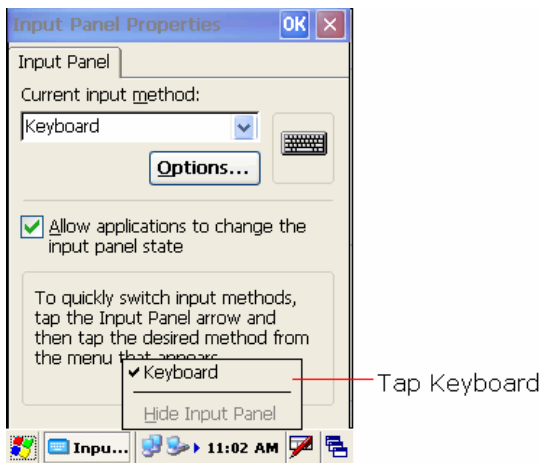 Input Panel Properties OK
Input Panel
Current input method:
Keyboard
Options...
Allow applications to change the
input panel state
To quickly switch input methods,
tap the Input Panel arrow and
then tap the desired method from
the menu that appears.
Keyboard
Tap Keyboard
Hide Input Panel
Inpu... 11:02 AM